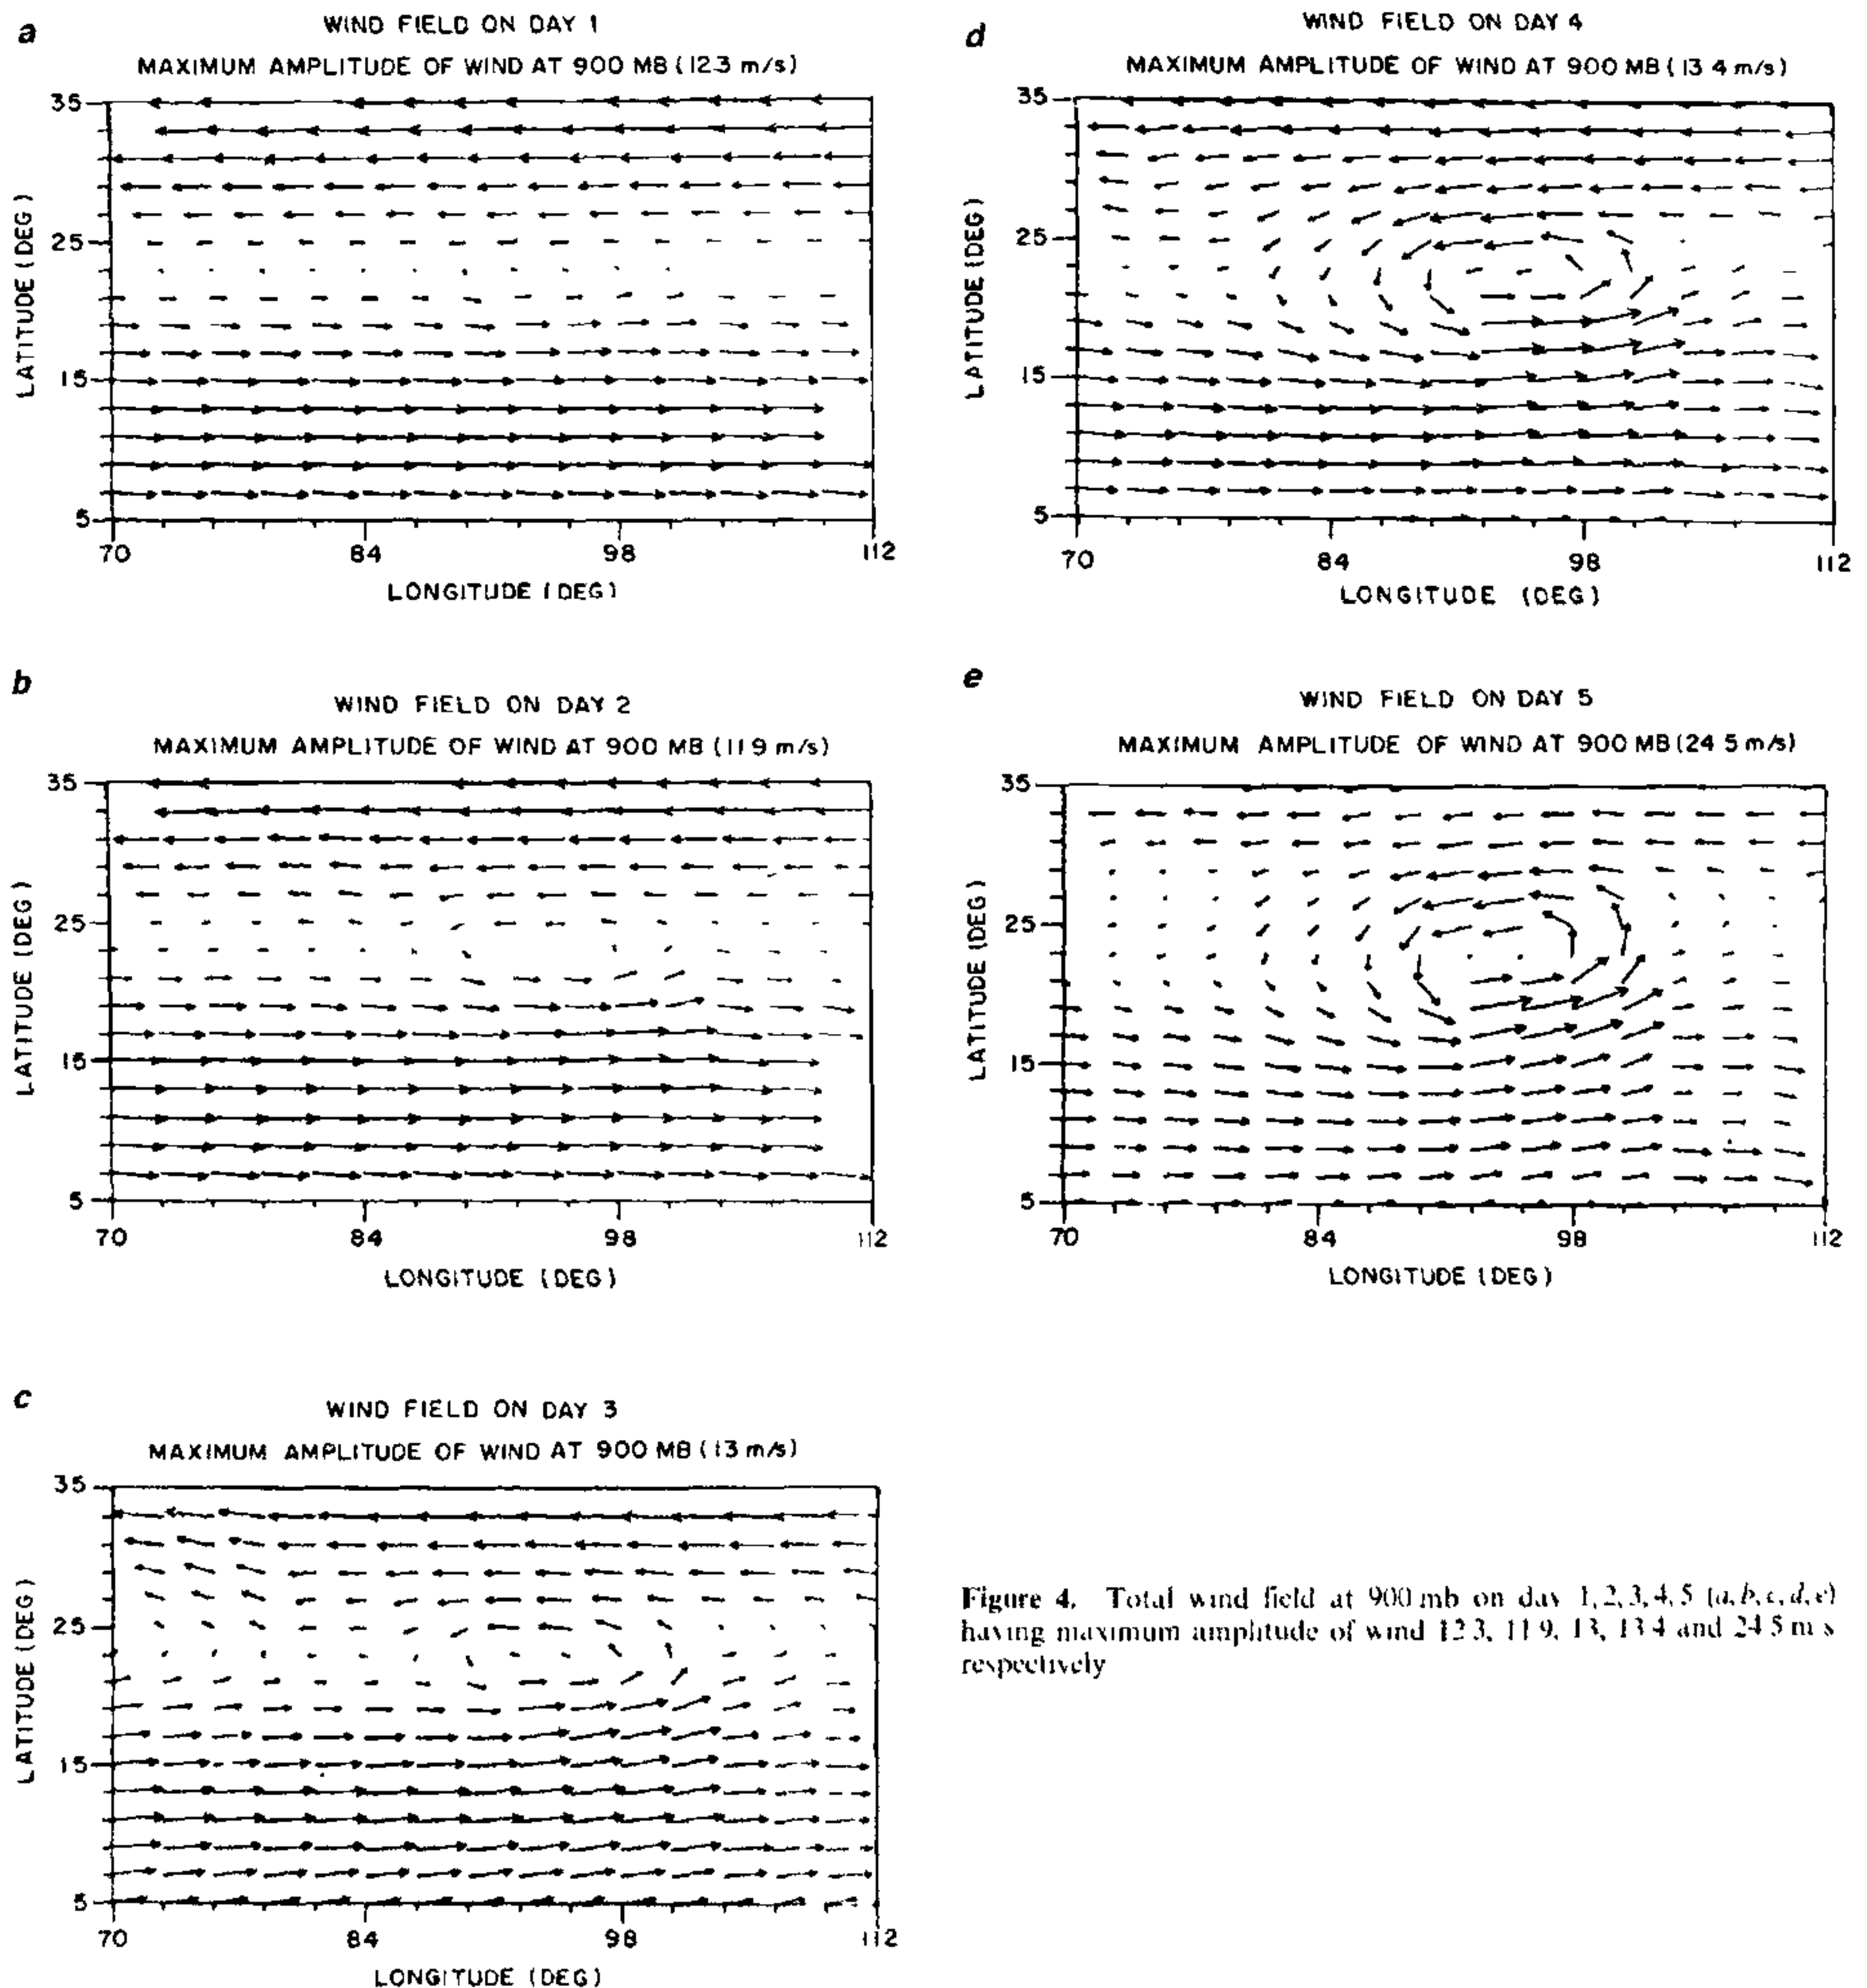 a
WIND FIELD ON DAY 1
MAXIMUM AMPLITUDE OF WIND AT 900 MB (12.3 m/s)
35
25
15
5
LATITUDE (DEG)
70 84 98 112
LONGITUDE (DEG)
b
WIND FIELD ON DAY 2
MAXIMUM AMPLITUDE OF WIND AT 900 MB (11 9 m/s)
35
25
15
5
LATITUDE (DEG)
70 84 98 112
LONGITUDE (DEG)
c
WIND FIELD ON DAY 3
MAXIMUM AMPLITUDE OF WIND AT 900 MB (13 m/s)
35
25
15
5
LATITUDE (DEG)
70 84 98 112
LONGITUDE (DEG)
d
WIND FIELD ON DAY 4
MAXIMUM AMPLITUDE OF WIND AT 900 MB (13 4 m/s)
35
25
15
5
LATITUDE (DEG)
70 84 98 112
LONGITUDE (DEG)
e
WIND FIELD ON DAY 5
MAXIMUM AMPLITUDE OF WIND AT 900 MB (24 5 m/s)
35
25
15
5
LATITUDE (DEG)
70 84 98 112
LONGITUDE (DEG)
Figure 4. Total wind field at 900 mb on day 1, 2, 3, 4, 5 (a, b, c, d, e)
having maximum amplitude of wind 12 3, 11 9, 13, 13 4 and 24 5 m s
respectively